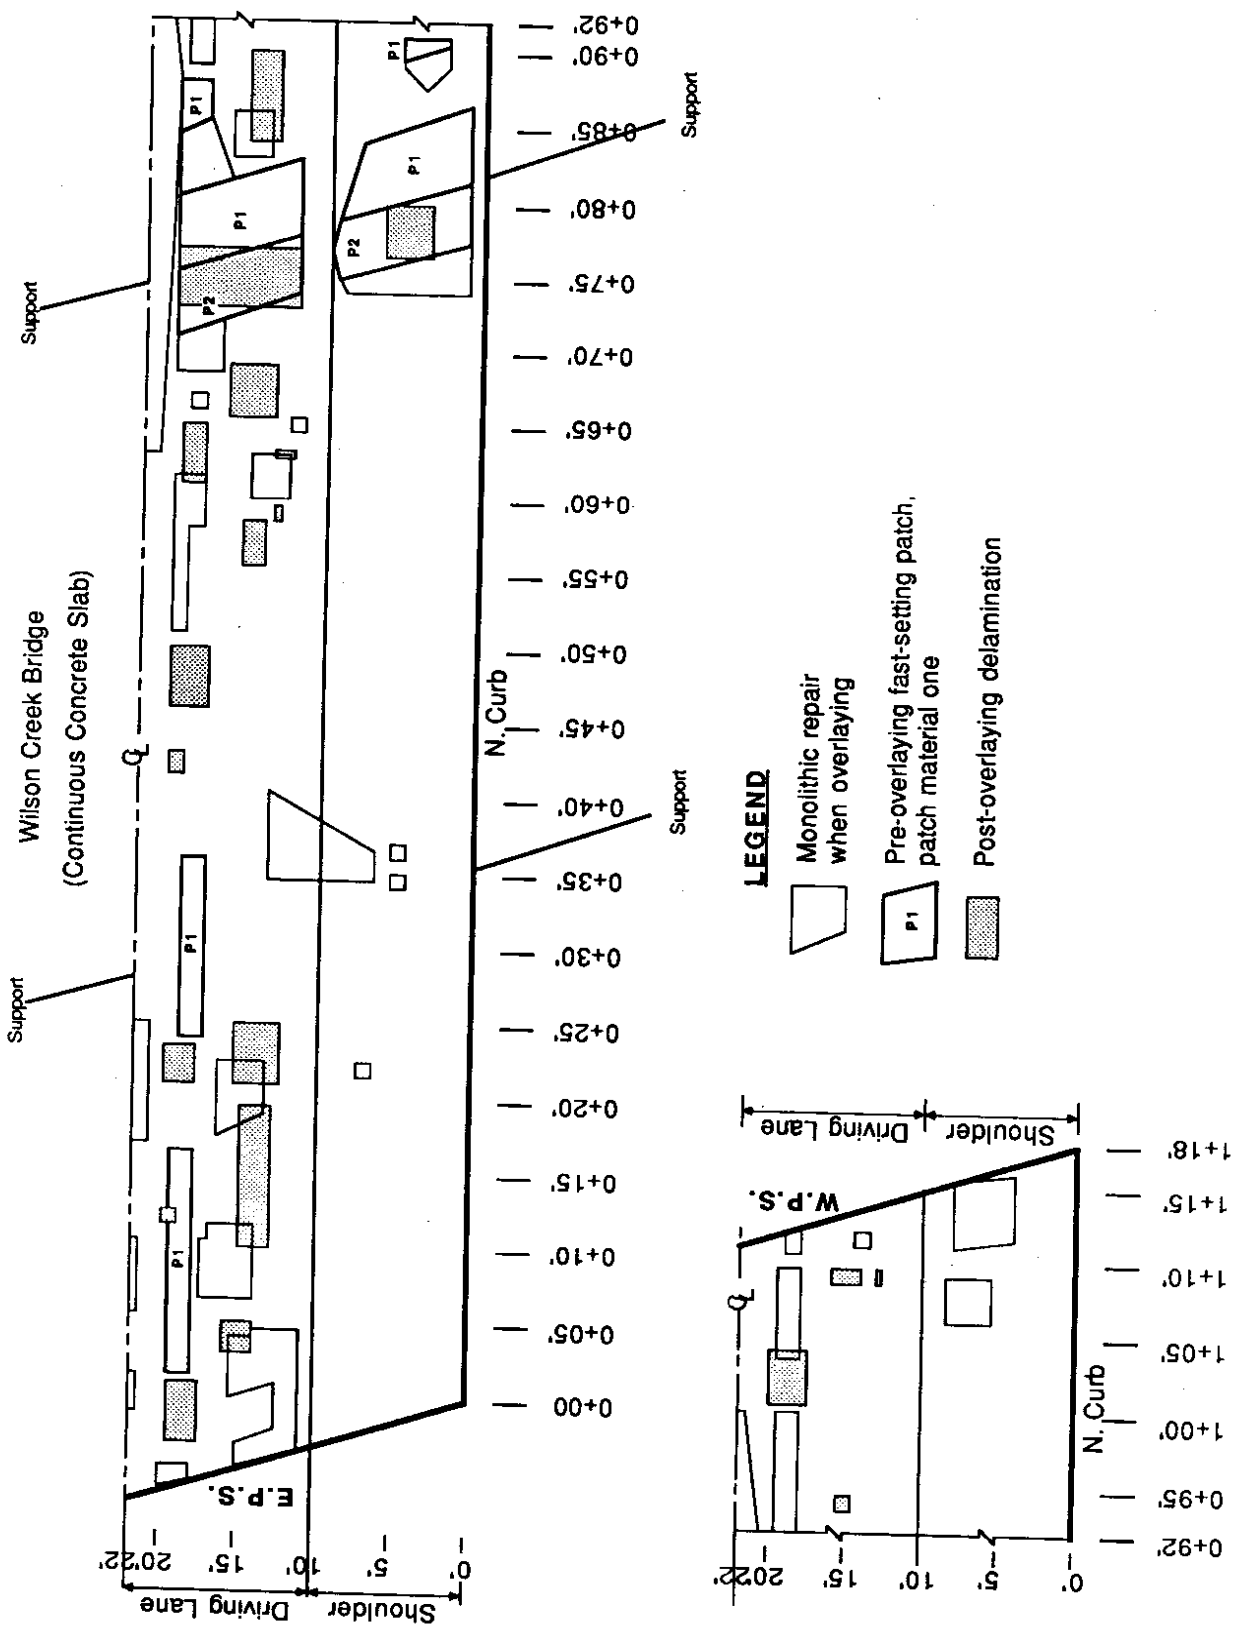 Wilson Creek Bridge
(Continuous Concrete Slab)
Support
Support
Support
Support
C
L
E.P.S.
20'
22'
15'
10'
5'
0'
Driving Lane
Shoulder
P1
P1
P2
P1
P1
P2
P1
P1
N. Curb
0+00'
0+05'
0+10'
0+15'
0+20'
0+25'
0+30'
0+35'
0+40'
0+45'
0+50'
0+55'
0+60'
0+65'
0+70'
0+75'
0+80'
0+85'
0+90'
0+92'
LEGEND
Monolithic repair
when overlaying
P1
Pre-overlaying fast-setting patch,
patch material one
Post-overlaying delamination
C
L
W.P.S.
20'
22'
15'
10'
5'
0'
Driving Lane
Shoulder
N. Curb
0+92'
0+95'
1+00'
1+05'
1+10'
1+15'
1+18'